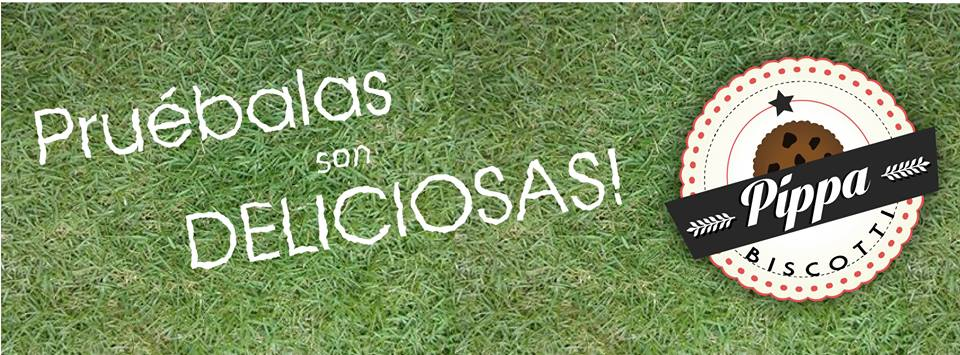 Pruébalas
son
DELICIOSAS!
Pippa
BISCOTTI